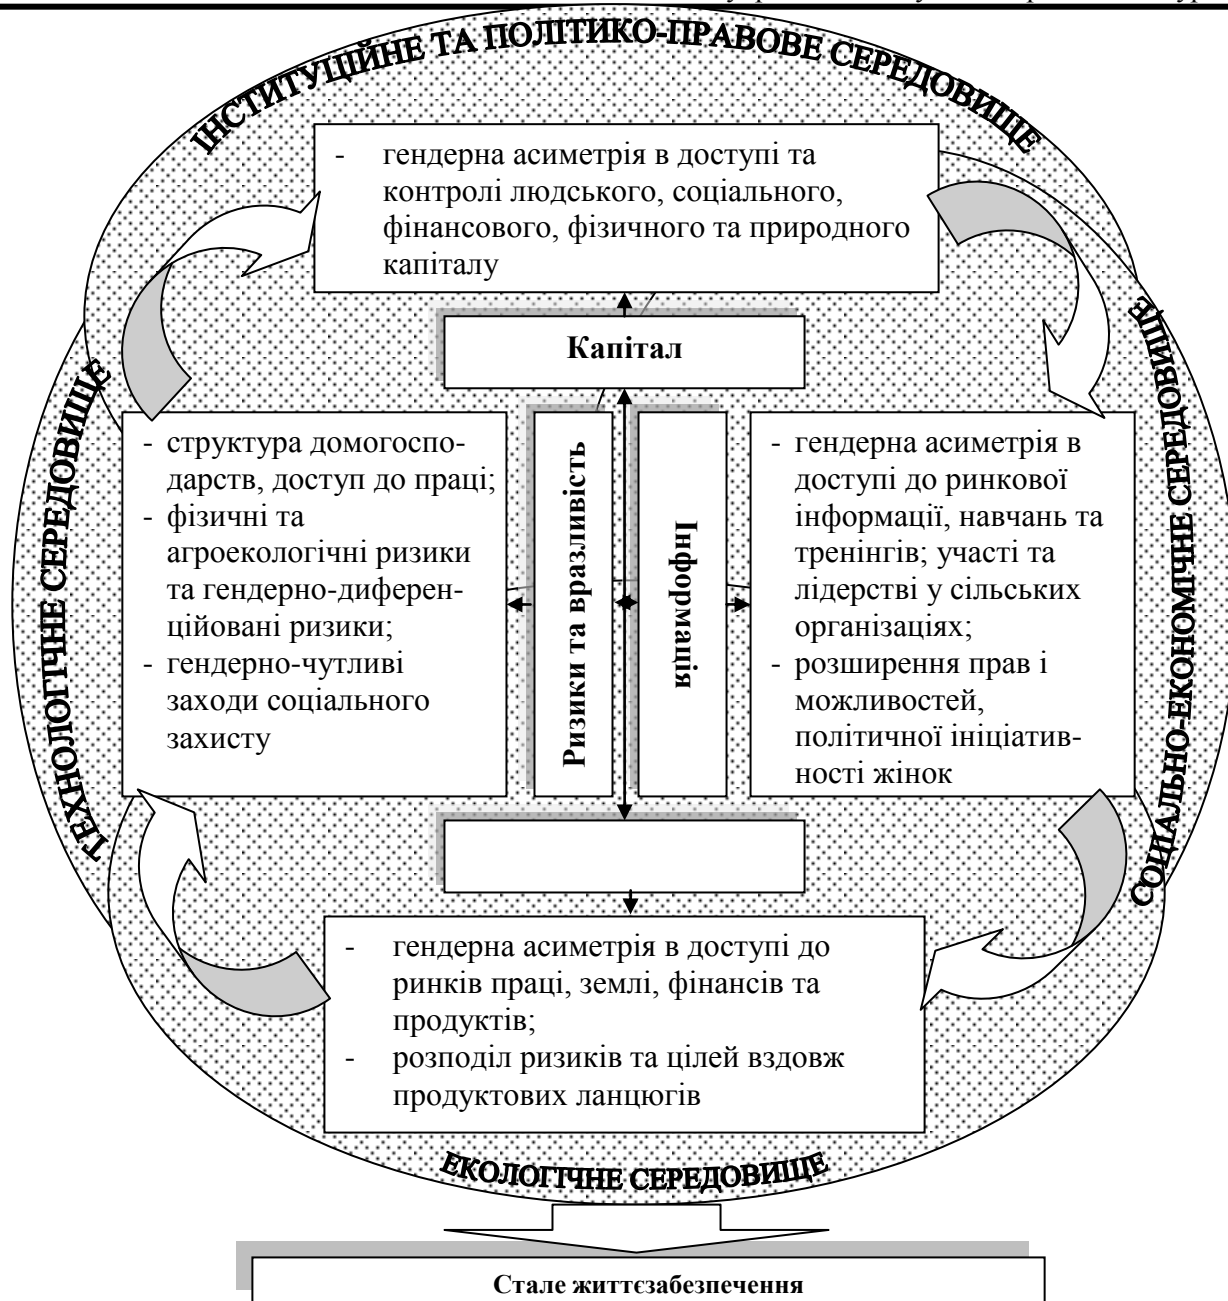 ІНСТИТУЦІЙНЕ ТА ПОЛІТИКО-ПРАВОВЕ СЕРЕДОВИЩЕ
- гендерна асиметрія в доступі та
контролі людського, соціального,
фінансового, фізичного та природного
капіталу
Капітал
ТЕХНОЛОГІЧНЕ СЕРЕДОВИЩЕ
- структура домогоспо-
дарств, доступ до праці;
- фізичні та
агроекологічні ризики
та гендерно-диферен-
ційовані ризики;
- гендерно-чутливі
заходи соціального
захисту
Ризики та вразливість
Інформація
- гендерна асиметрія в
доступі до ринкової
інформації, навчань та
тренінгів; участі та
лідерстві у сільських
організаціях;
- розширення прав і
можливостей,
політичної ініціатив-
ності жінок
СОЦІАЛЬНО-ЕКОНОМІЧНЕ СЕРЕДОВИЩЕ
- гендерна асиметрія в доступі до
ринків праці, землі, фінансів та
продуктів;
- розподіл ризиків та цілей вздовж
продуктових ланцюгів
ЕКОЛОГІЧНЕ СЕРЕДОВИЩЕ
Стале життєзабезпечення